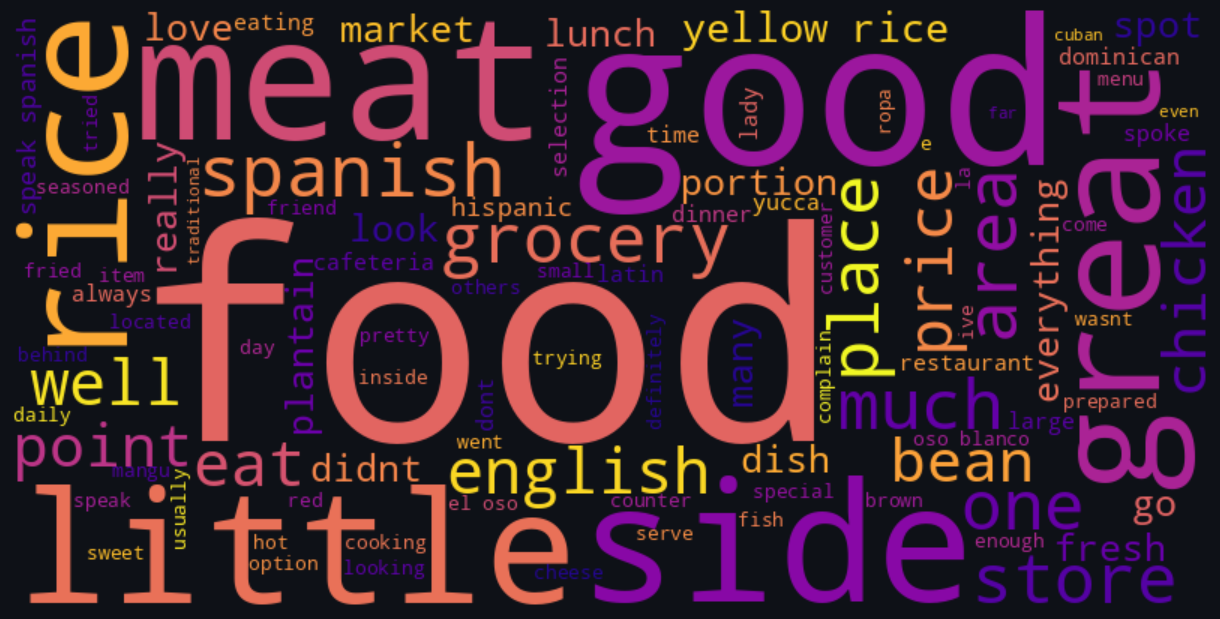 speak spanish
rice
tried
love
eating
market
lunch
yellow rice
cuban
spot
dominican
menu
meat
good
great
selection
time
lady
ropa
far
even
spoke
e
seasoned
really
traditional
spanish
portion
la
chicken
friend
hispanic
yucca
dinner
place
price
area
everything
come
look
grocery
customer
fried
item
cafeteria
small
latin
always
others
ive
wasnt
located
food
plantain
pretty
day
trying
definitely
many
complain
behind
inside
restaurant
well
dont
prepared
daily
much
large
point
went
oso blanco
mangu
eat
didnt
english
dish
bean
usually
speak
red
el oso
counter
special
brown
one
go
little
side
fish
serve
hot
cooking
enough
fresh
sweet
option
looking
cheese
store